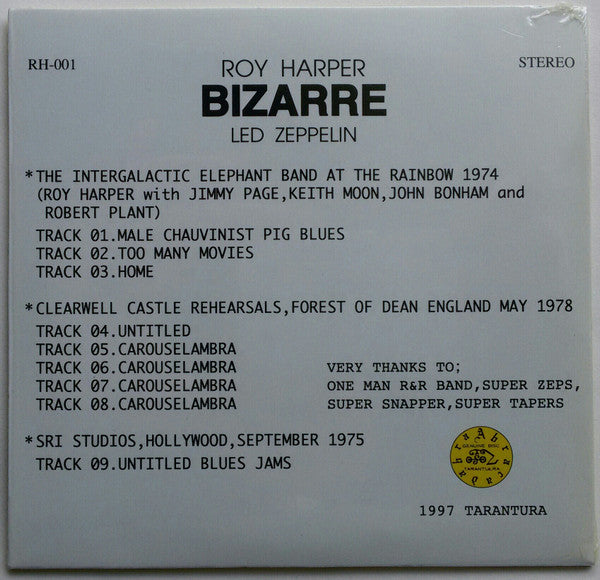 RH-001
STEREO
ROY HARPER
BIZARRE
LED ZEPPELIN
*THE INTERGALACTIC ELEPHANT BAND AT THE RAINBOW 1974
(ROY HARPER with JIMMY PAGE,KEITH MOON,JOHN BONHAM and
ROBERT PLANT)
TRACK 01.MALE CHAUVINIST PIG BLUES
TRACK 02.TOO MANY MOVIES
TRACK 03.HOME
*CLEARWELL CASTLE REHEARSALS,FOREST OF DEAN ENGLAND MAY 1978
TRACK 04.UNTITLED
TRACK 05.CAROUSELAMBRA
TRACK 06.CAROUSELAMBRA
TRACK 07.CAROUSELAMBRA
TRACK 08.CAROUSELAMBRA
VERY THANKS TO;
ONE MAN R&R BAND,SUPER ZEPS,
SUPER SNAPPER,SUPER TAPERS
*SRI STUDIOS,HOLLYWOOD,SEPTEMBER 1975
TRACK 09.UNTITLED BLUES JAMS
GENUINE DISC
TARANTURA
1997 TARANTURA